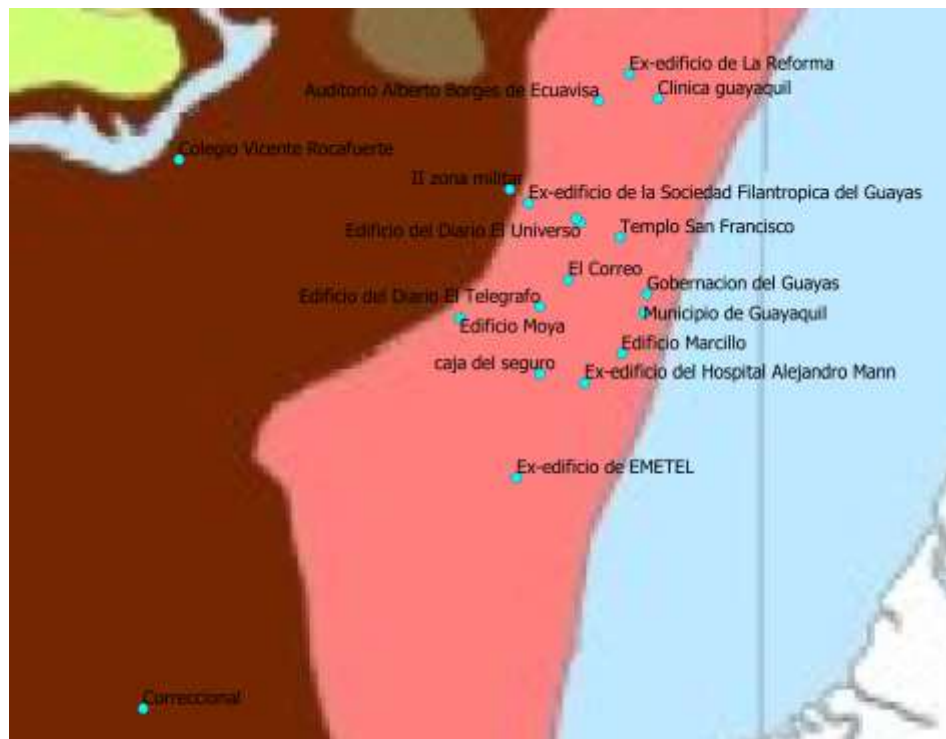 Ex-edificio de La Reforma
Auditorio Alberto Borges de Ecuavisa
Clinica guayaquil
Colegio Vicente Rocafuerte
II zona militar
Ex-edificio de la Sociedad Filantropica del Guayas
Edificio del Diario El Universo
Templo San Francisco
El Correo
Gobernacion del Guayas
Edificio del Diario El Telegrafo
Municipio de Guayaquil
Edificio Moya
Edificio Marcillo
caja del seguro
Ex-edificio del Hospital Alejandro Mann
Ex-edificio de EMETEL
Correccional